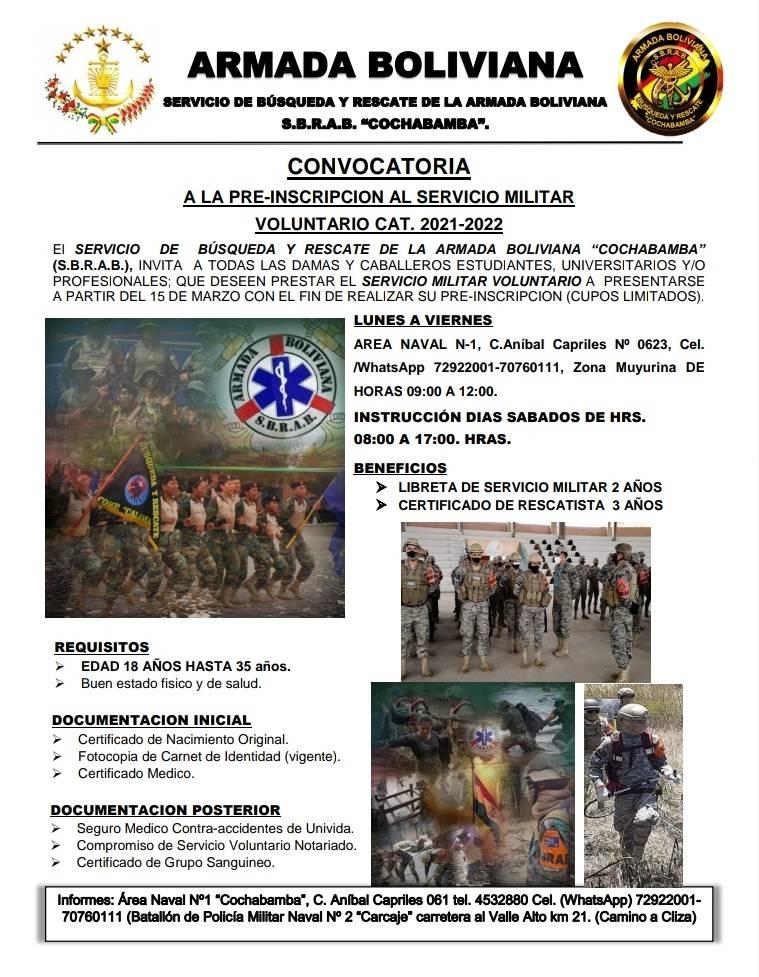 ARMADA BOLIVIANA
SERVICIO DE BÚSQUEDA Y RESCATE DE LA ARMADA BOLIVIANA
S.B.R.A.B. “COCHABAMBA”.
ARMADA BOLIVIANA
S.B.R.A.B.
BÚSQUEDA Y RESCATE
"COCHABAMBA"
CONVOCATORIA
A LA PRE-INSCRIPCION AL SERVICIO MILITAR
VOLUNTARIO CAT. 2021-2022
El SERVICIO DE BÚSQUEDA Y RESCATE DE LA ARMADA BOLIVIANA “COCHABAMBA”
(S.B.R.A.B.), INVITA A TODAS LAS DAMAS Y CABALLEROS ESTUDIANTES, UNIVERSITARIOS Y/O
PROFESIONALES; QUE DESEEN PRESTAR EL SERVICIO MILITAR VOLUNTARIO A PRESENTARSE
A PARTIR DEL 15 DE MARZO CON EL FIN DE REALIZAR SU PRE-INSCRIPCION (CUPOS LIMITADOS).
ARMADA BOLIVIANA
S.B.R.A.B.
BUSQUEDA Y RESCATE
LUNES A VIERNES
AREA NAVAL N-1, C.Aníbal Capriles Nº 0623, Cel.
/WhatsApp 72922001-70760111, Zona Muyurina DE
HORAS 09:00 A 12:00.
INSTRUCCIÓN DIAS SABADOS DE HRS.
08:00 A 17:00. HRAS.
BENEFICIOS
➢ LIBRETA DE SERVICIO MILITAR 2 AÑOS
➢ CERTIFICADO DE RESCATISTA 3 AÑOS
REQUISITOS
➢ EDAD 18 AÑOS HASTA 35 años.
➢ Buen estado fisico y de salud.
DOCUMENTACION INICIAL
➢ Certificado de Nacimiento Original.
➢ Fotocopia de Carnet de Identidad (vigente).
➢ Certificado Medico.
DOCUMENTACION POSTERIOR
➢ Seguro Medico Contra-accidentes de Univida.
➢ Compromiso de Servicio Voluntario Notariado.
➢ Certificado de Grupo Sanguineo.
Informes: Área Naval Nº1 “Cochabamba”, C. Aníbal Capriles 061 tel. 4532880 Cel. (WhatsApp) 72922001-
70760111 (Batallón de Policía Militar Naval Nº 2 “Carcaje” carretera al Valle Alto km 21. (Camino a Cliza)